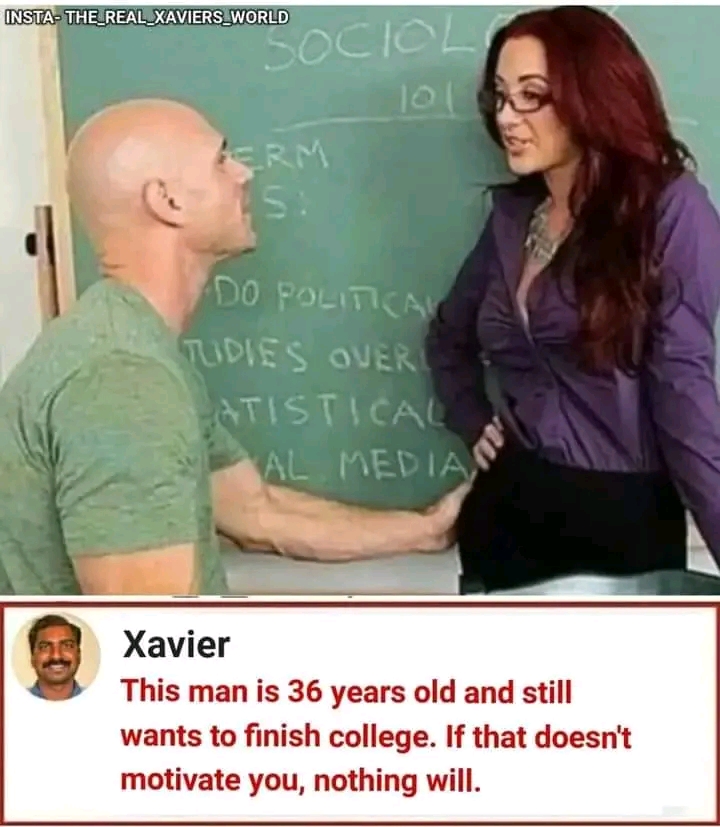 INSTA- THE_REAL_XAVIERS_WORLD
SOCIOL
101
ERM
S:
DO POLITICAL
TUDIES OVER
ATISTICAL
AL MEDIA
Xavier
This man is 36 years old and still
wants to finish college. If that doesn't
motivate you, nothing will.